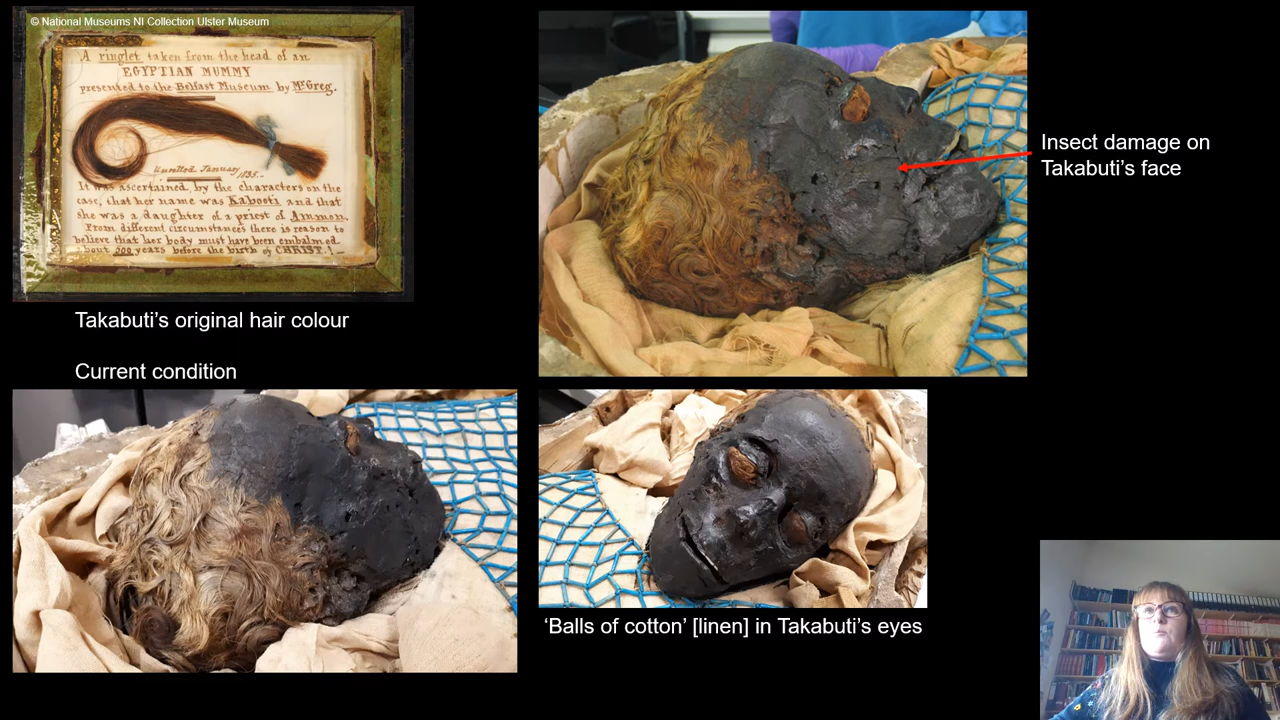 © National Museums NI Collection Ulster Museum
A ringlet taken from the head of an
EGYPTIAN MUMMY
presented to the Belfast Museum by Mr Greg.
Unrolled January
1835.
It was ascertained, by the characters on the
case, that her name was Kabooti and that
she was a daughter of a priest of Ammon.
From different circumstances there is reason to
believe that her body must have been embalmed
about 500 years before the birth of CHRIST!
Takabuti's original hair colour
Current condition
Insect damage on
Takabuti's face
'Balls of cotton' [linen] in Takabuti's eyes